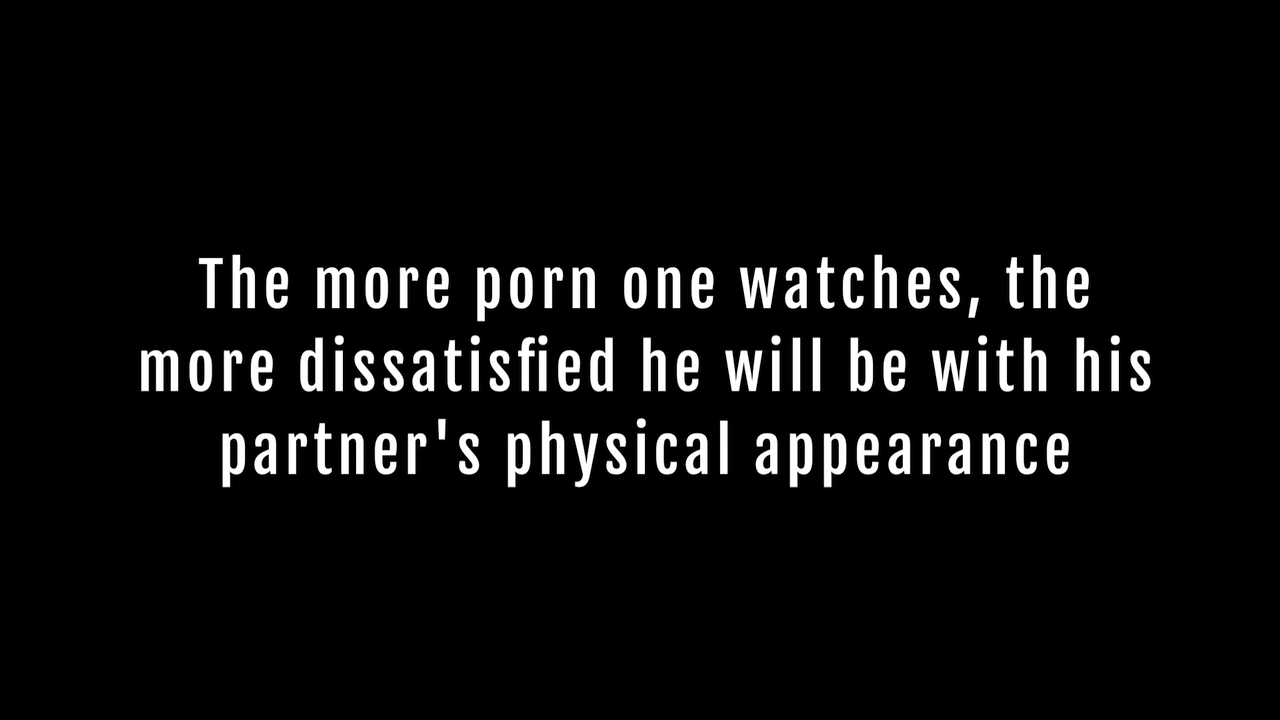 The more porn one watches, the
more dissatisfied he will be with his
partner's physical appearance